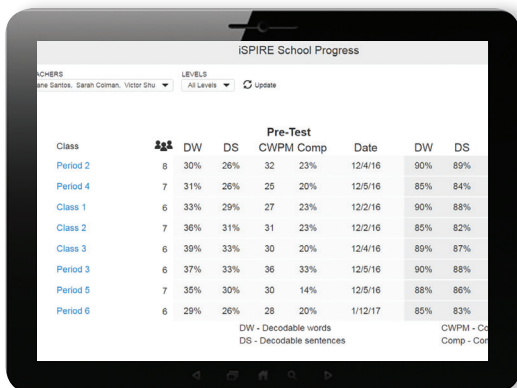 iSPIRE School Progress
ACHERS LEVELS
ane Santos, Sarah Colman, Victor Shu All Levels Update
Pre-Test
Class DW DS CWPM Comp Date DW DS
Period 2 8 30% 26% 32 23% 12/4/16 90% 89%
Period 4 7 31% 26% 25 20% 12/5/16 85% 84%
Class 1 6 33% 29% 27 23% 12/2/16 90% 88%
Class 2 7 36% 31% 31 23% 12/2/16 85% 82%
Class 3 6 39% 33% 30 20% 12/4/16 89% 87%
Period 3 6 37% 33% 36 33% 12/5/16 90% 88%
Period 5 7 35% 30% 30 14% 12/5/16 88% 86%
Period 6 6 29% 26% 28 20% 1/12/17 85% 83%
DW - Decodable words CWPM - Co
DS - Decodable sentences Comp - Cor